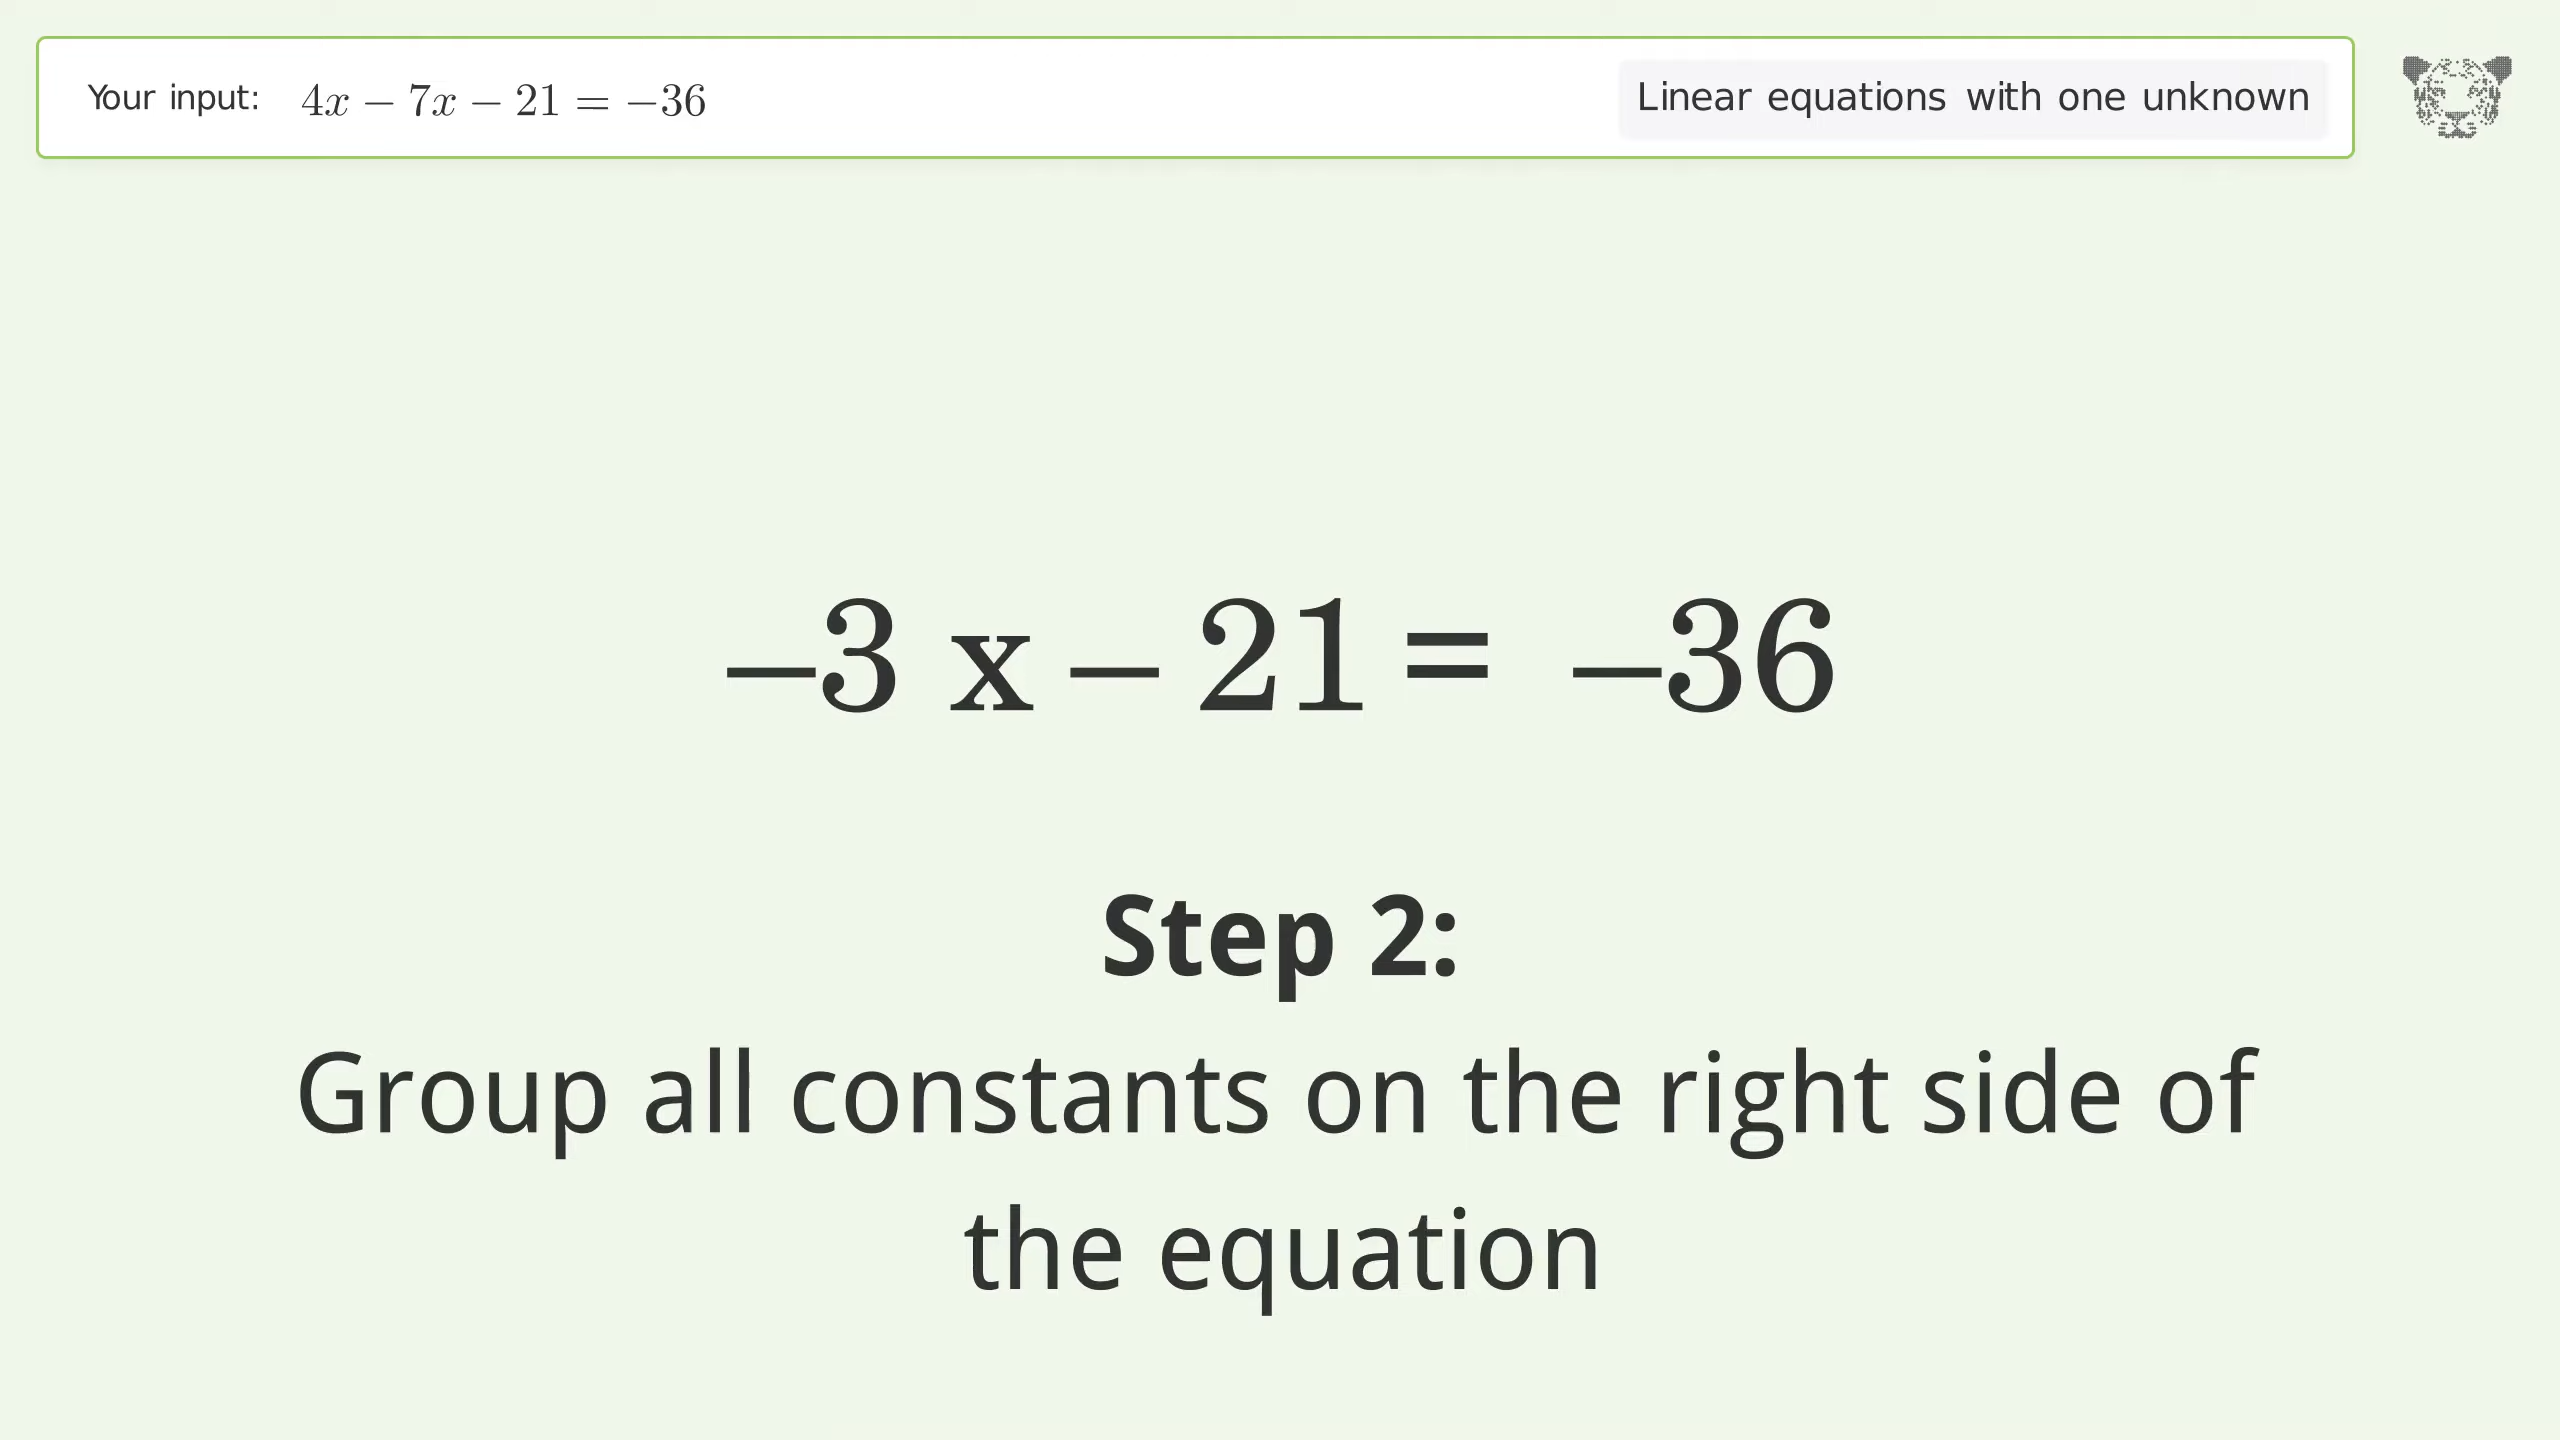 Your input: 4x − 7x − 21 = −36
Linear equations with one unknown
−3 x − 21 = −36
Step 2:
Group all constants on the right side of
the equation